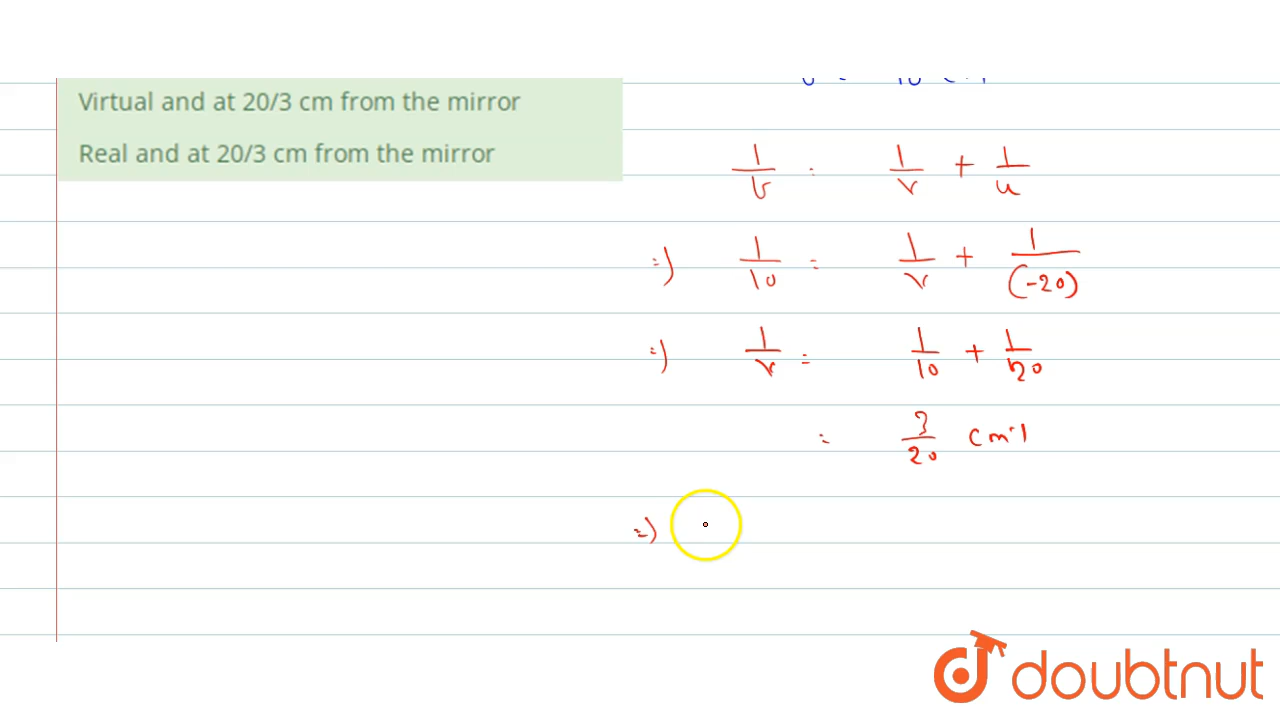 Virtual and at 20/3 cm from the mirror
Real and at 20/3 cm from the mirror
1/f = 1/v + 1/u
=) 1/10 = 1/v + 1/(-20)
=) 1/v = 1/10 + 1/20
= 3/20 cm-1
=)
doubtnut